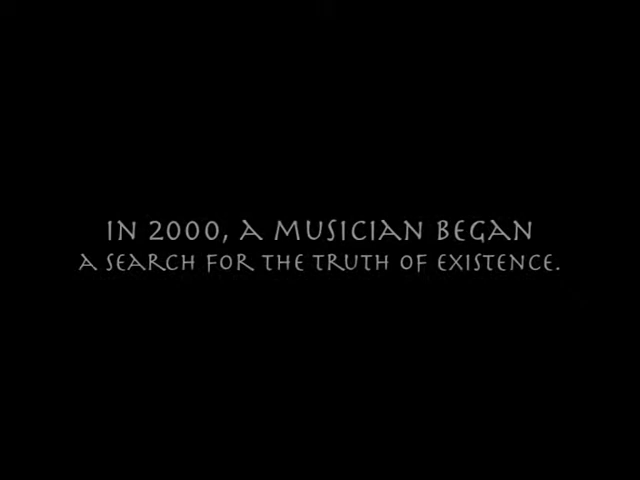 IN 2000, A MUSICIAN BEGAN
A SEARCH FOR THE TRUTH OF EXISTENCE.